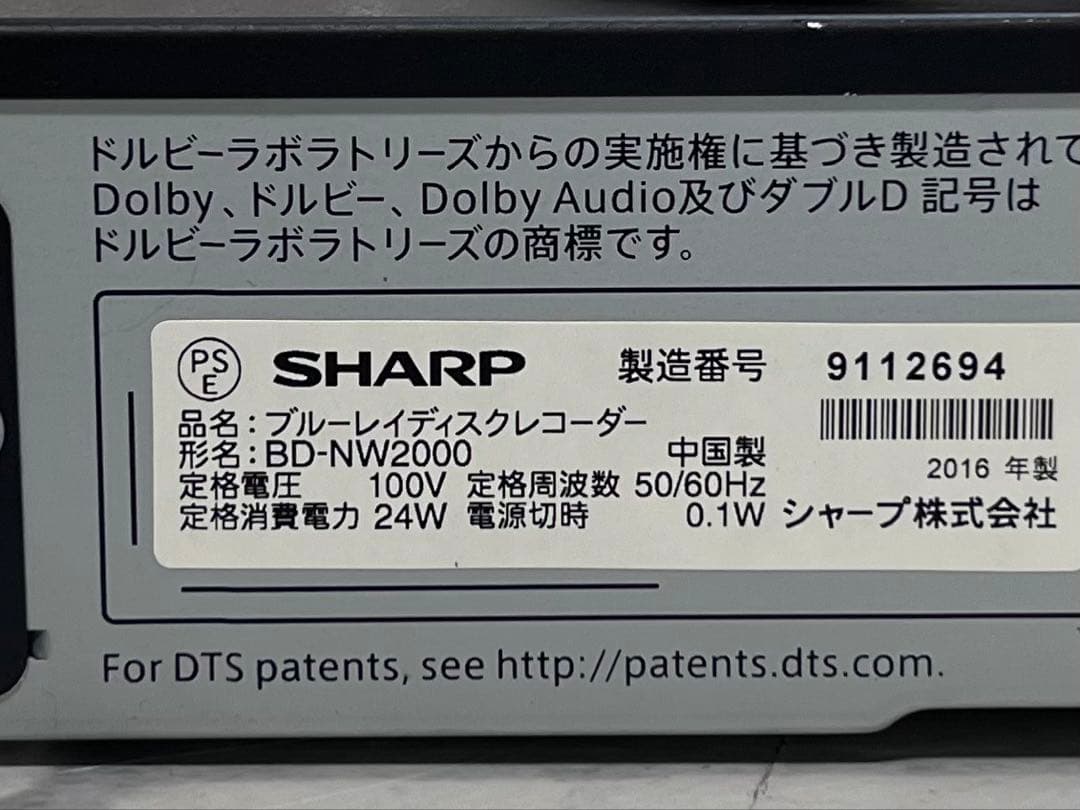 ドルビーラボラトリーズからの実施権に基づき製造されて
Dolby、ドルビー、Dolby Audio及びダブルD 記号は
ドルビーラボラトリーズの商標です。
PSE SHARP 製造番号 9112694
品名：ブルーレイディスクレコーダー
形名：BD-NW2000 中国製 2016 年製
定格電圧 100V 定格周波数 50/60Hz
定格消費電力 24W 電源切時 0.1W シャープ株式会社
For DTS patents, see http://patents.dts.com.